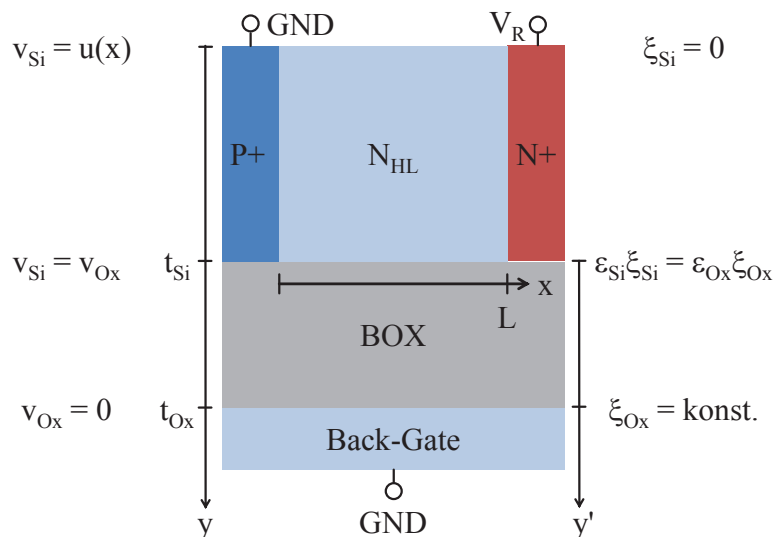 GND
V_R
v_Si = u(x)
ξ_Si = 0
P+
N_HL
N+
v_Si = v_Ox
t_Si
ε_Si ξ_Si = ε_Ox ξ_Ox
x
L
BOX
v_Ox = 0
t_Ox
ξ_Ox = konst.
Back-Gate
y
GND
y'